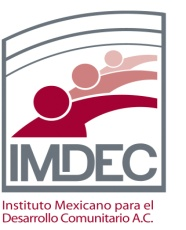 IMDEC
Instituto Mexicano para el
Desarrollo Comunitario A.C.